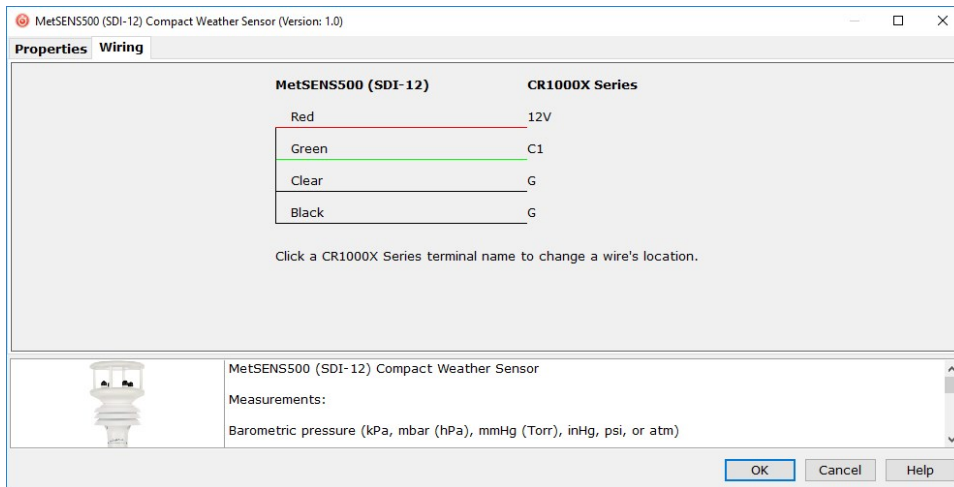 MetSENS500 (SDI-12) Compact Weather Sensor (Version: 1.0)
Properties Wiring
MetSENS500 (SDI-12) CR1000X Series
Red 12V
Green C1
Clear G
Black G
Click a CR1000X Series terminal name to change a wire's location.
MetSENS500 (SDI-12) Compact Weather Sensor
Measurements:
Barometric pressure (kPa, mbar (hPa), mmHg (Torr), inHg, psi, or atm)
OK Cancel Help